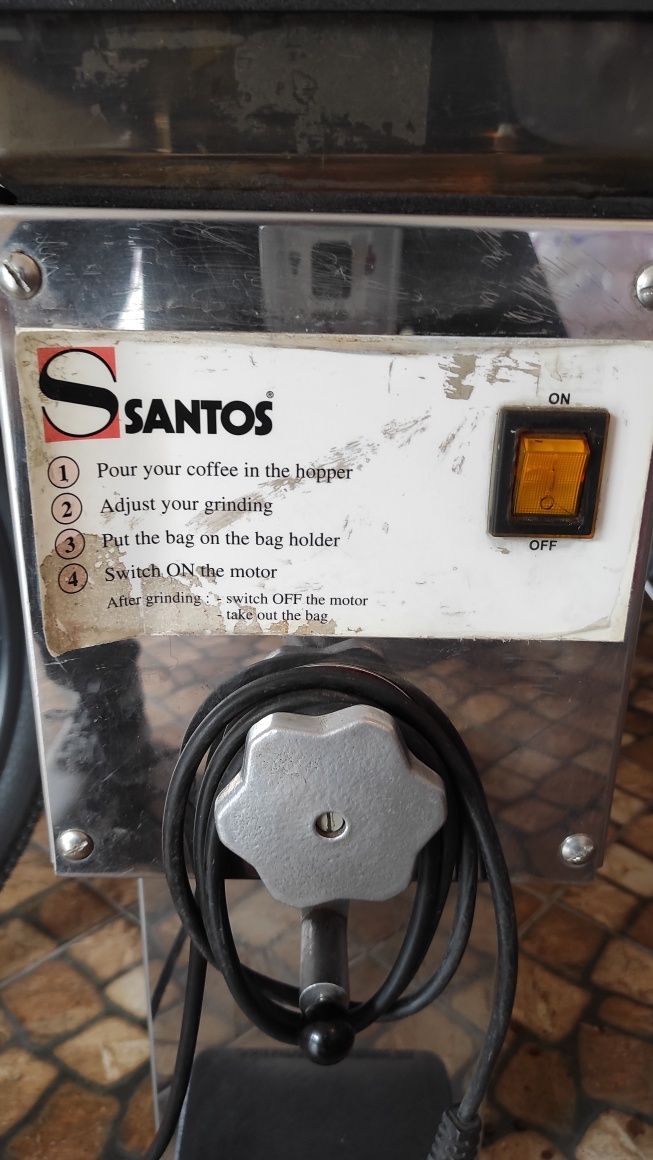 SANTOS®
ON
1 Pour your coffee in the hopper
2 Adjust your grinding
3 Put the bag on the bag holder
OFF
4 Switch ON the motor
After grinding : - switch OFF the motor
- take out the bag